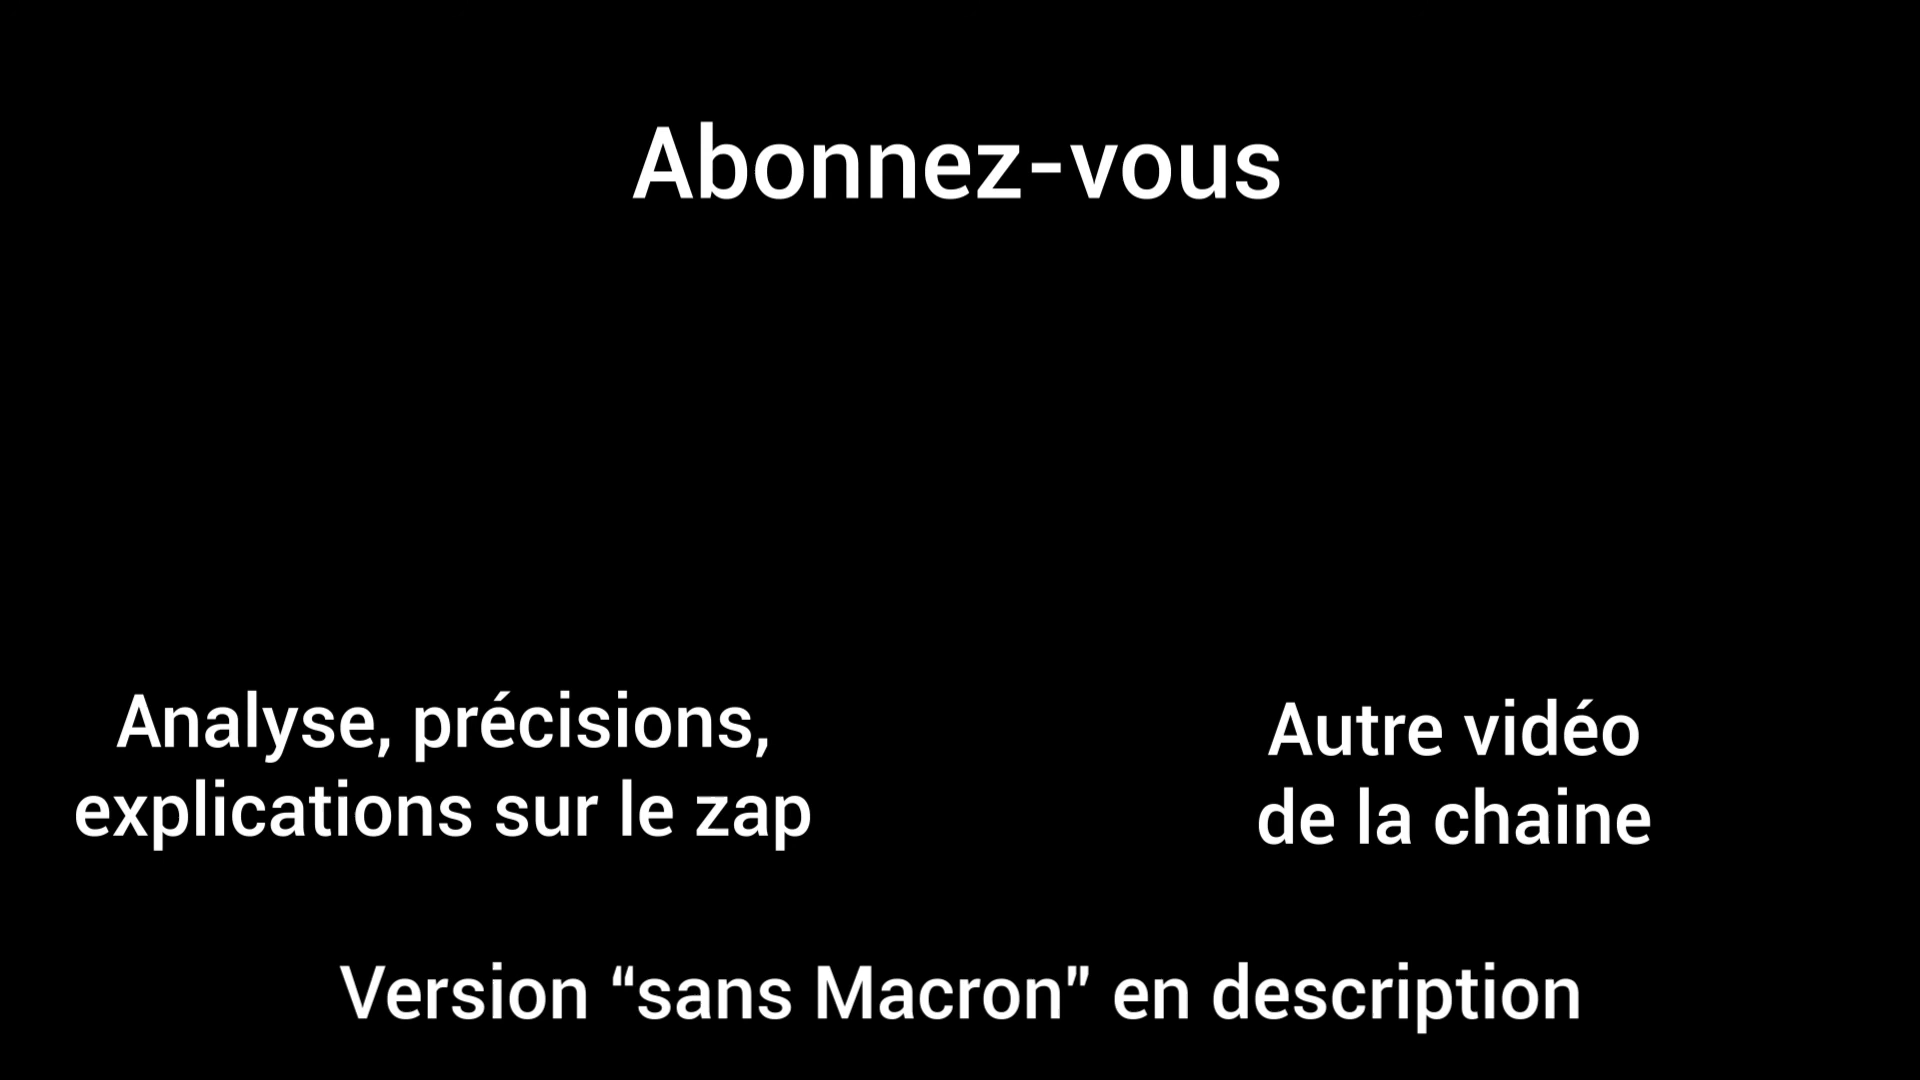 Abonnez-vous
Analyse, précisions,
explications sur le zap
Autre vidéo
de la chaine
Version “sans Macron” en description